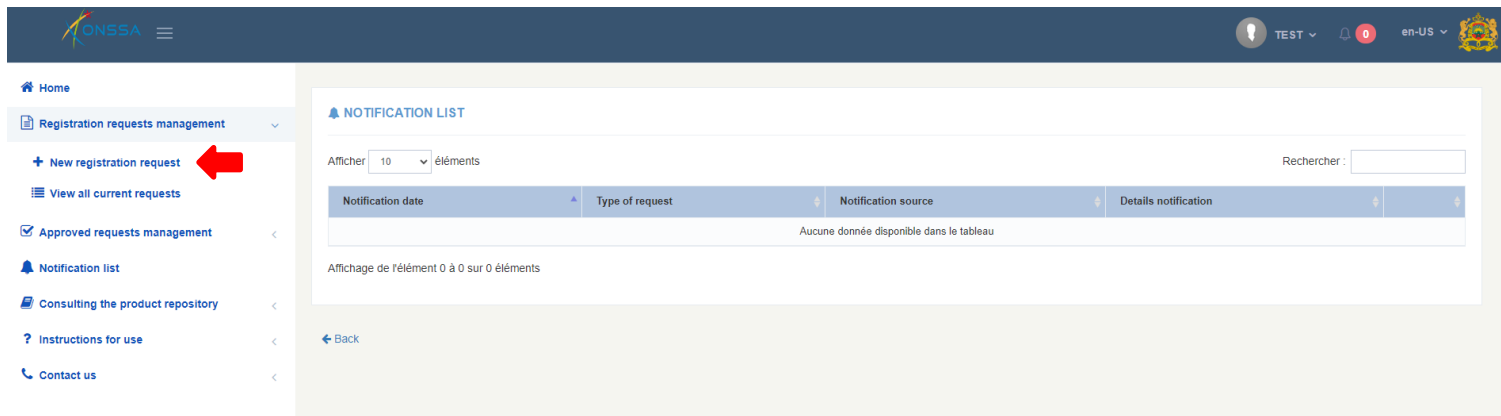 ONSSA
TEST
0
en-US
Home
Registration requests management
New registration request
View all current requests
Approved requests management
Notification list
Consulting the product repository
? Instructions for use
Contact us
NOTIFICATION LIST
Afficher 10 éléments
Rechercher :
Notification date Type of request Notification source Details notification
Aucune donnée disponible dans le tableau
Affichage de l'élément 0 à 0 sur 0 éléments
Back